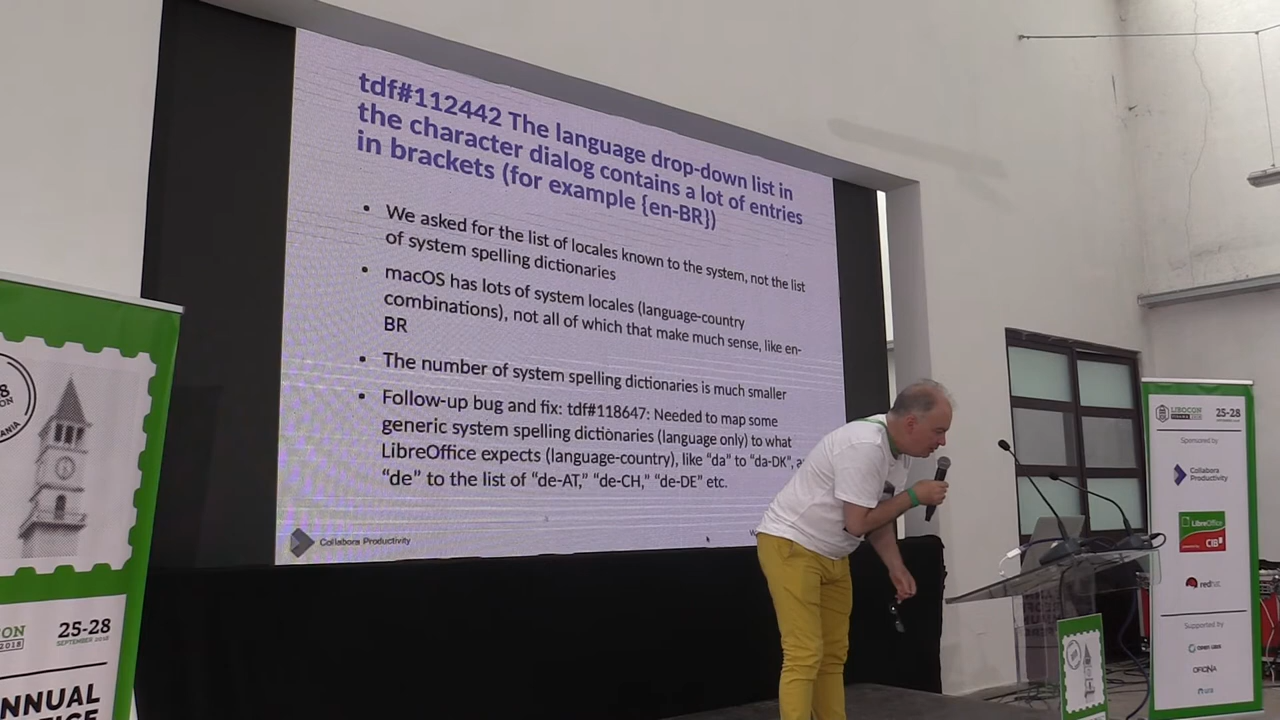 tdf#112442 The language drop-down list in
the character dialog contains a lot of entries
in brackets (for example {en-BR})
• We asked for the list of locales known to the system, not the list
of system spelling dictionaries
• macOS has lots of system locales (language-country
combinations), not all of which that make much sense, like en-
BR
• The number of system spelling dictionaries is much smaller
• Follow-up bug and fix: tdf#118647: Needed to map some
generic system spelling dictionaries (language only) to what
LibreOffice expects (language-country), like “da” to “da-DK”, a
“de” to the list of “de-AT,” “de-CH,” “de-DE” etc.
Collabora Productivity
25-28
SEPTEMBER 2018
2018
NNUAL
LIBOCON
25-28
Sponsored by
Collabora
Productivity
LibreOffice
CIB
redhat
Supported by